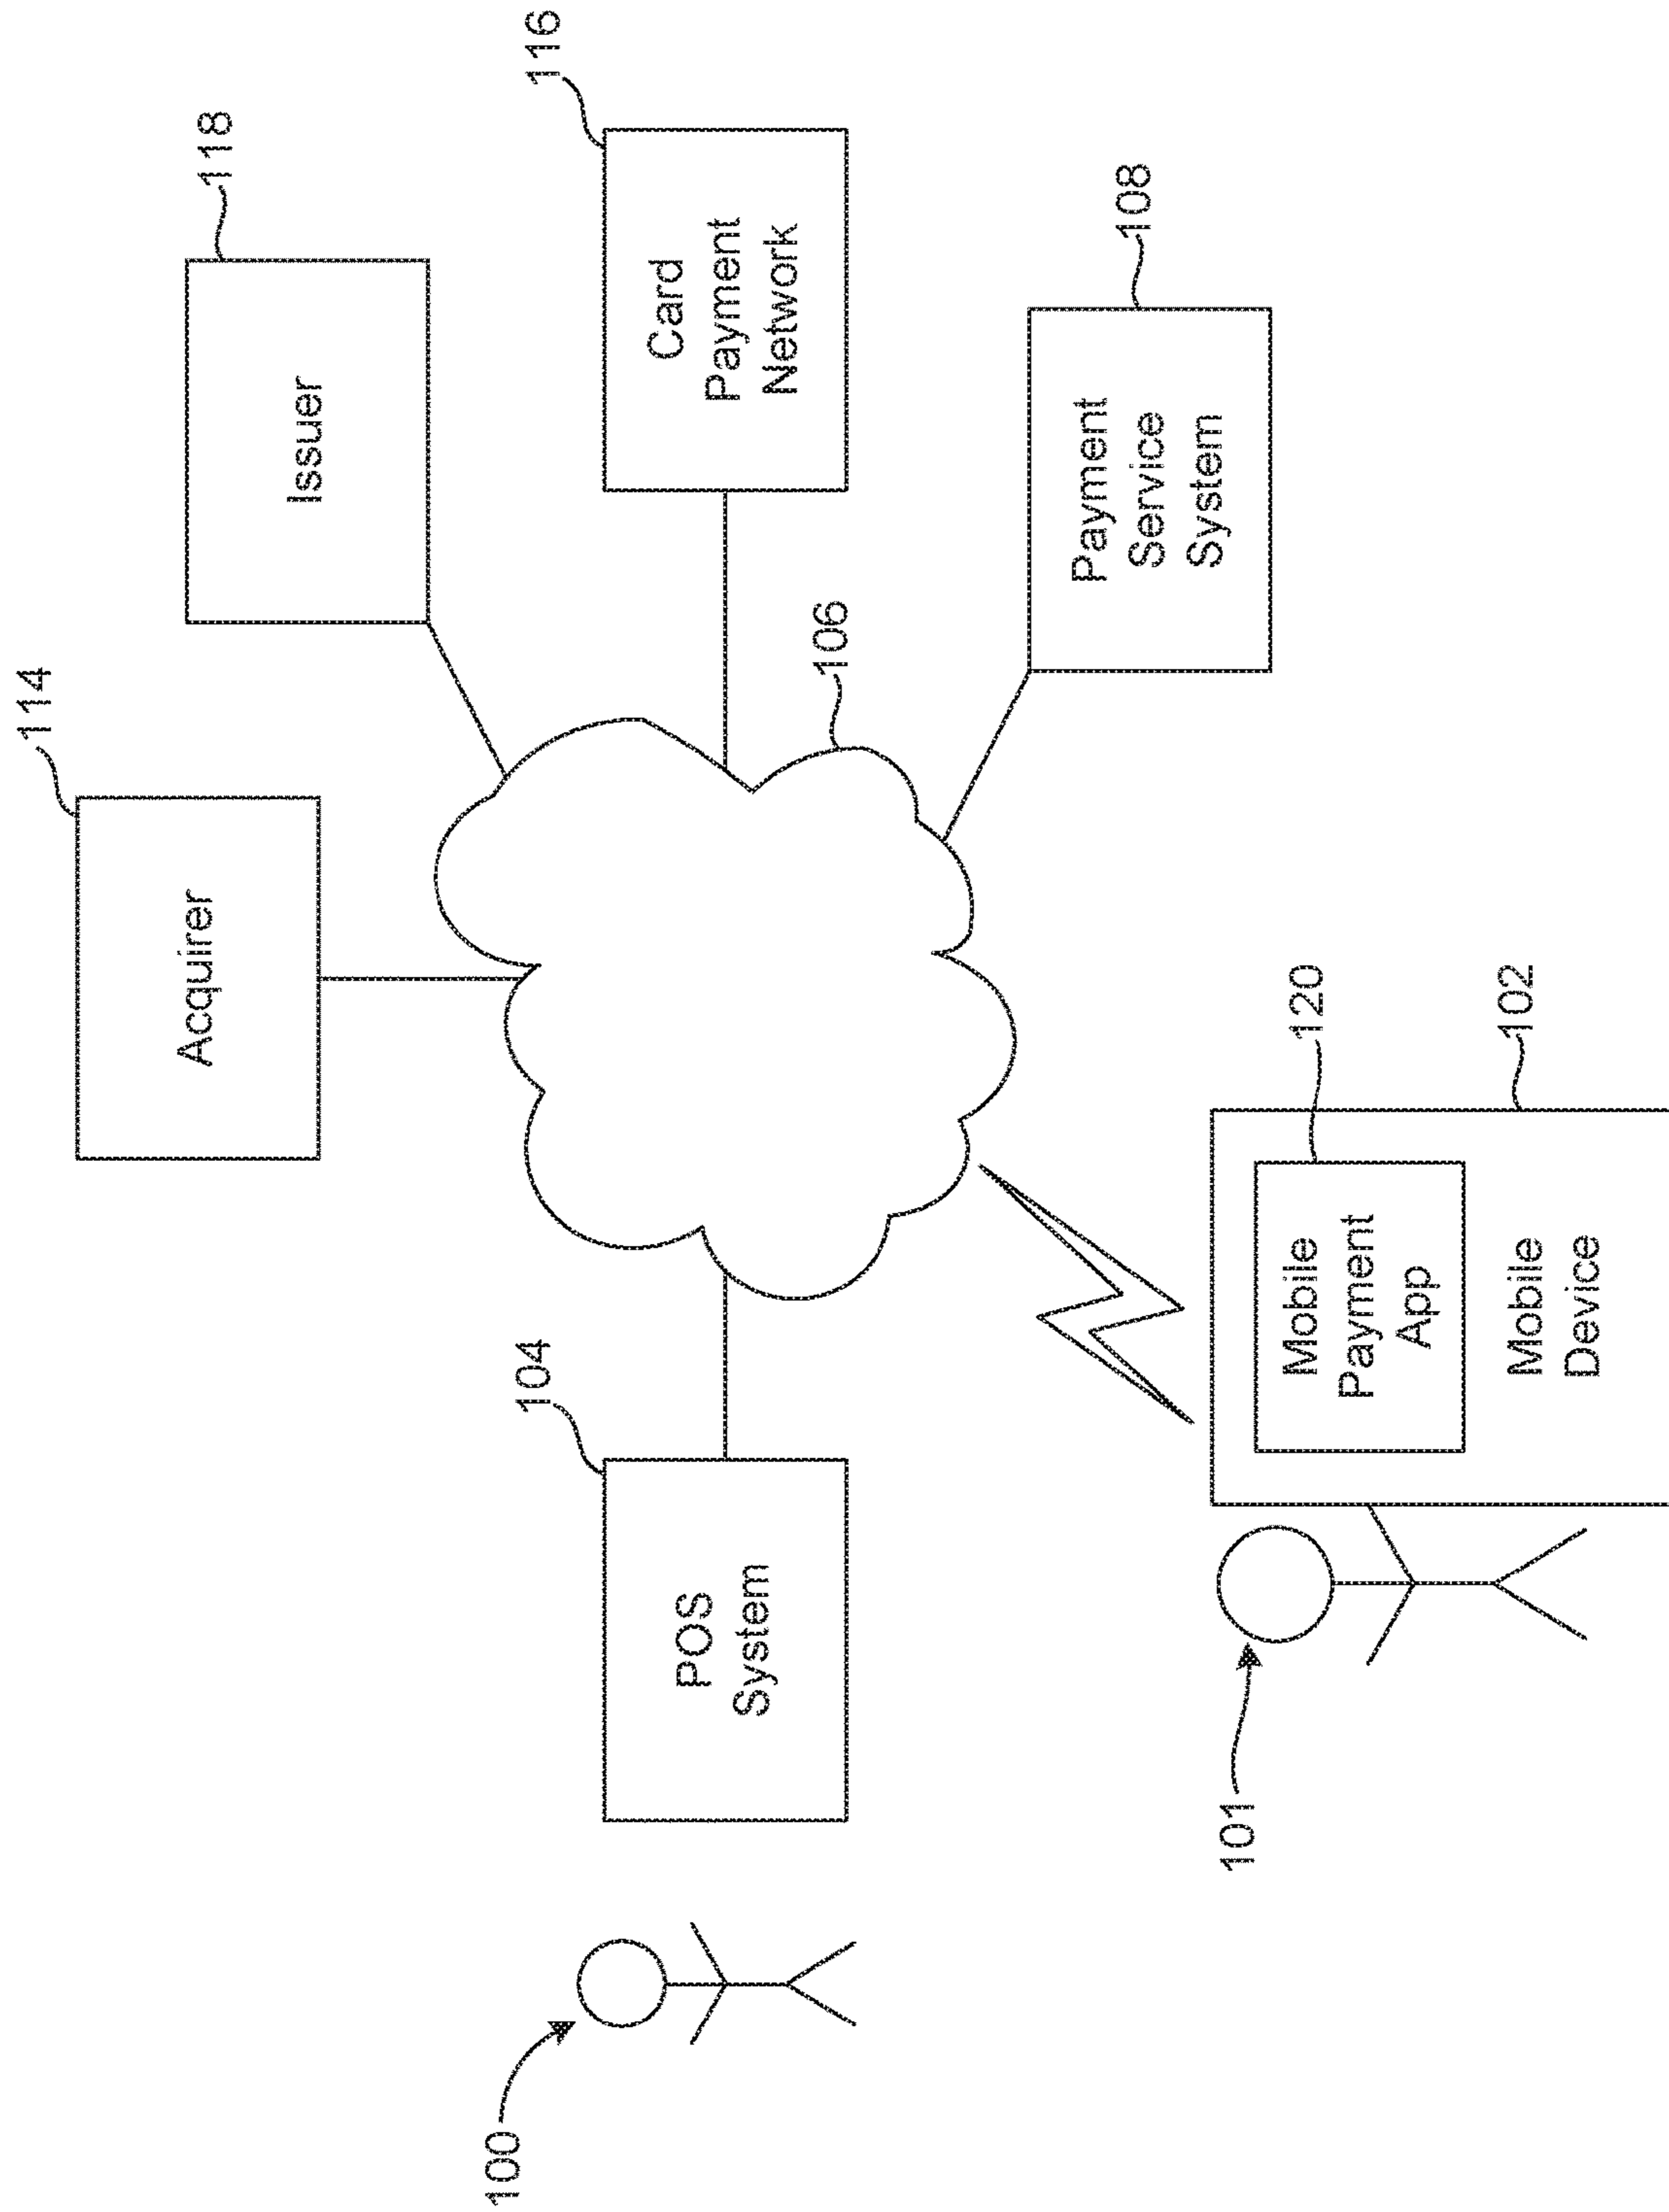 114
Acquirer
118
Issuer
104
POS
System
106
116
Card
Payment
Network
100
108
Payment
Service
System
120
Mobile
Payment
App
102
Mobile
Device
101